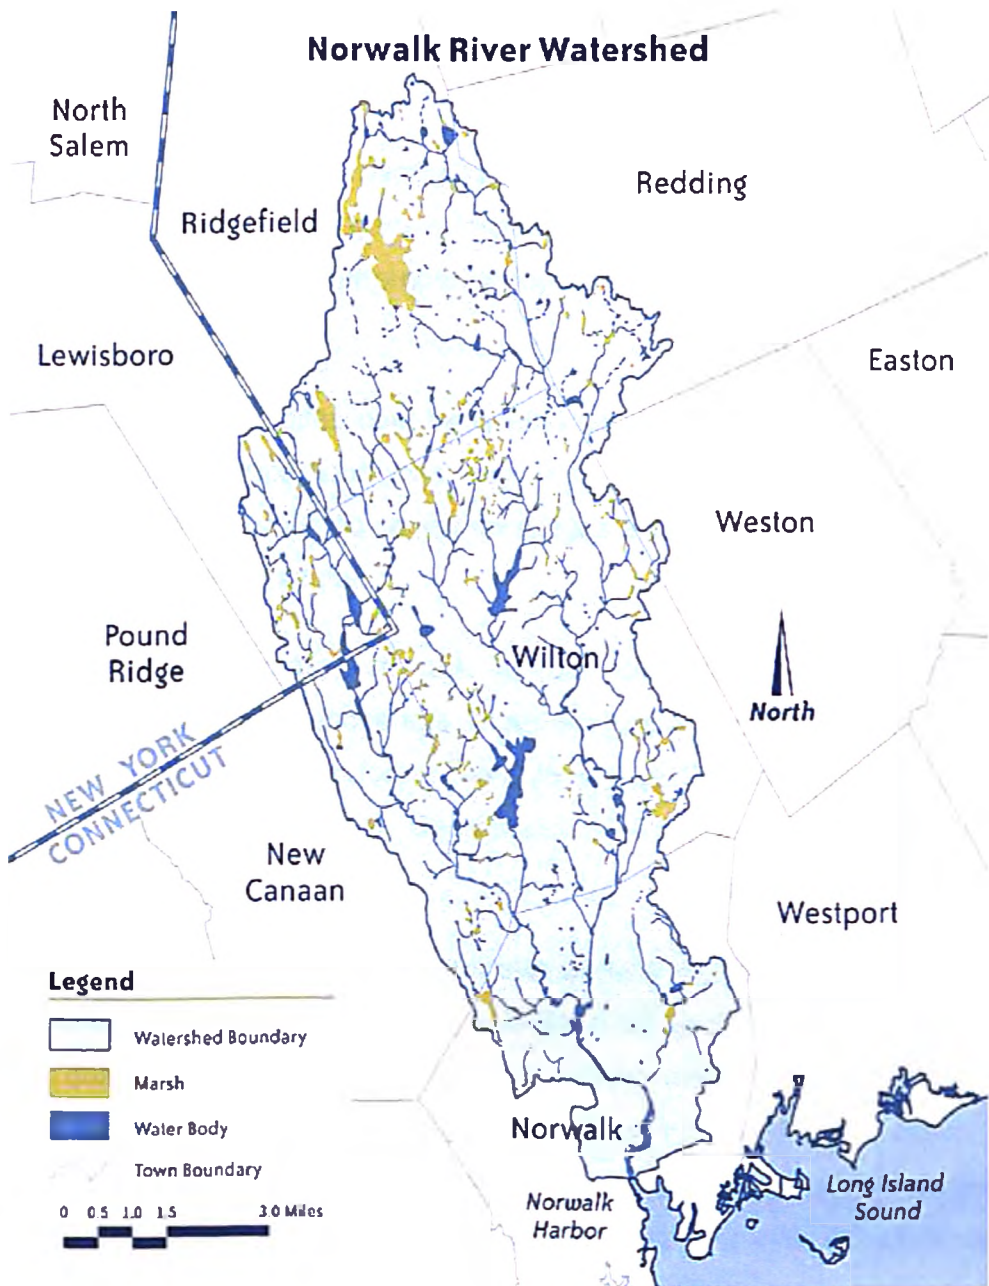 Norwalk River Watershed
North
Salem
Redding
Ridgefield
Lewisboro
Easton
Weston
Pound
Ridge
Wilton
North
NEW YORK
CONNECTICUT
New
Canaan
Westport
Legend
Watershed Boundary
Marsh
Water Body
Town Boundary
0 0.5 1.0 1.5 3.0 Miles
Norwalk
Norwalk
Harbor
Long Island
Sound